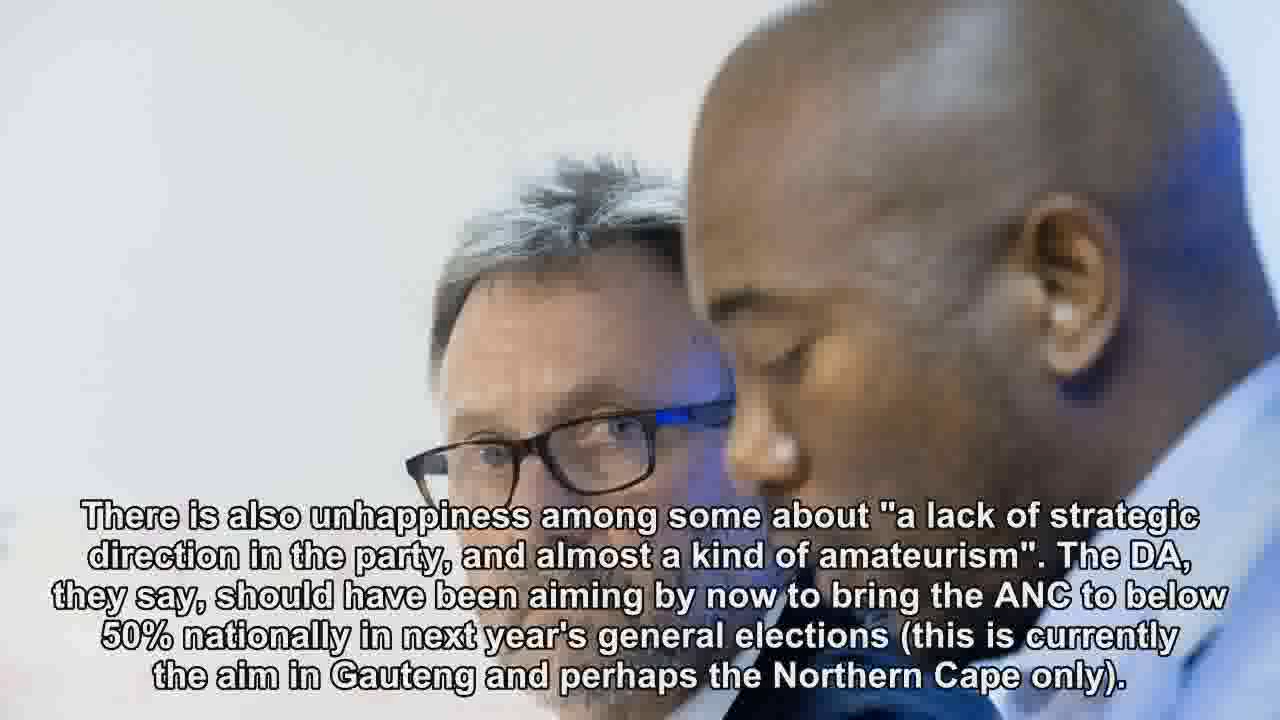 There is also unhappiness among some about "a lack of strategic
direction in the party, and almost a kind of amateurism". The DA,
they say, should have been aiming by now to bring the ANC to below
50% nationally in next year's general elections (this is currently
the aim in Gauteng and perhaps the Northern Cape only).